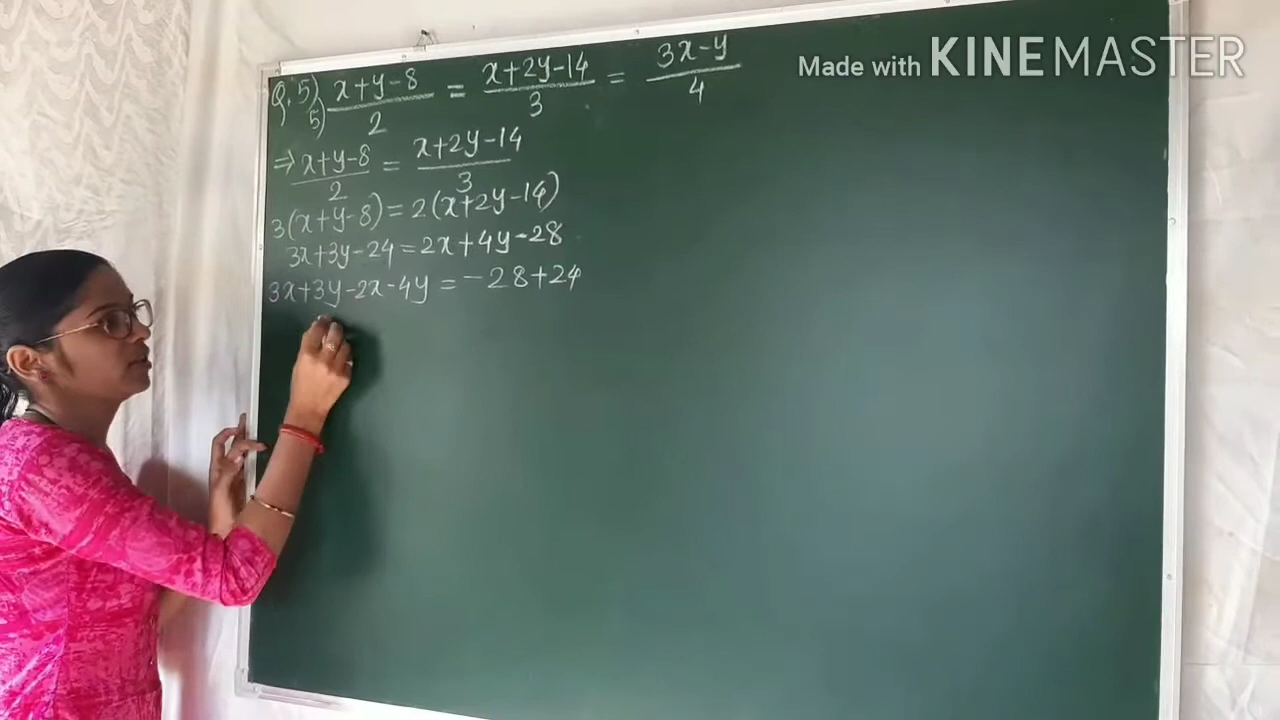 Made with KINEMASTER
Q. 5) 5) x+y-8/2 = x+2y-14/3 = 3x-y/4
⇒ x+y-8/2 = x+2y-14/3
3(x+y-8) = 2(x+2y-14)
3x+3y-24 = 2x+4y-28
3x+3y-2x-4y = -28+24